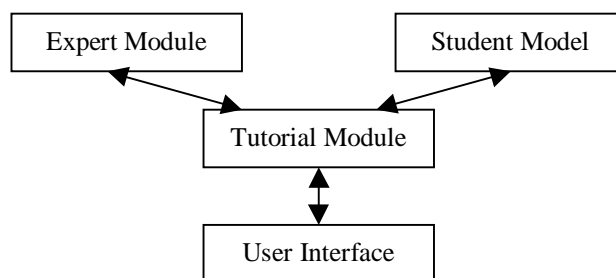 Expert Module
Student Model
Tutorial Module
User Interface